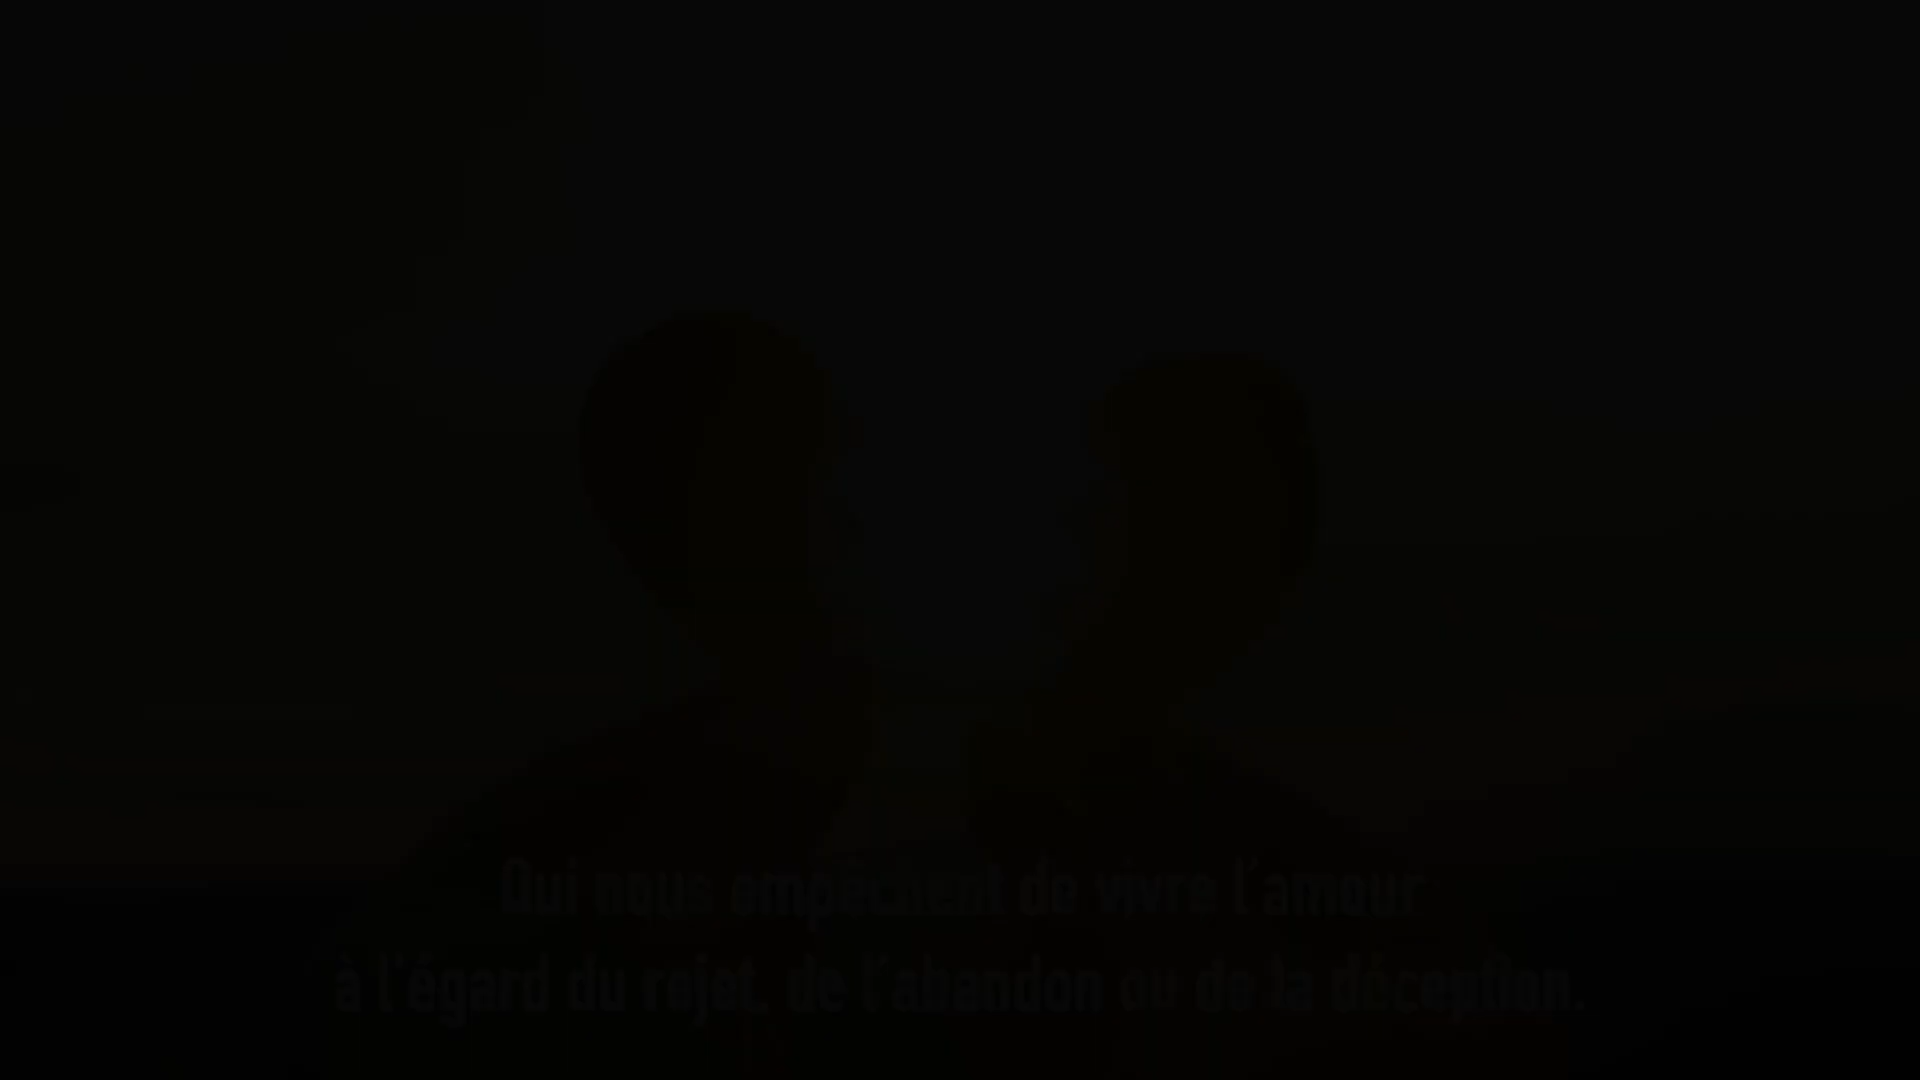 Qui nous empêchent de vivre l'amour
à l'égard du rejet, de l'abandon ou de la déception.